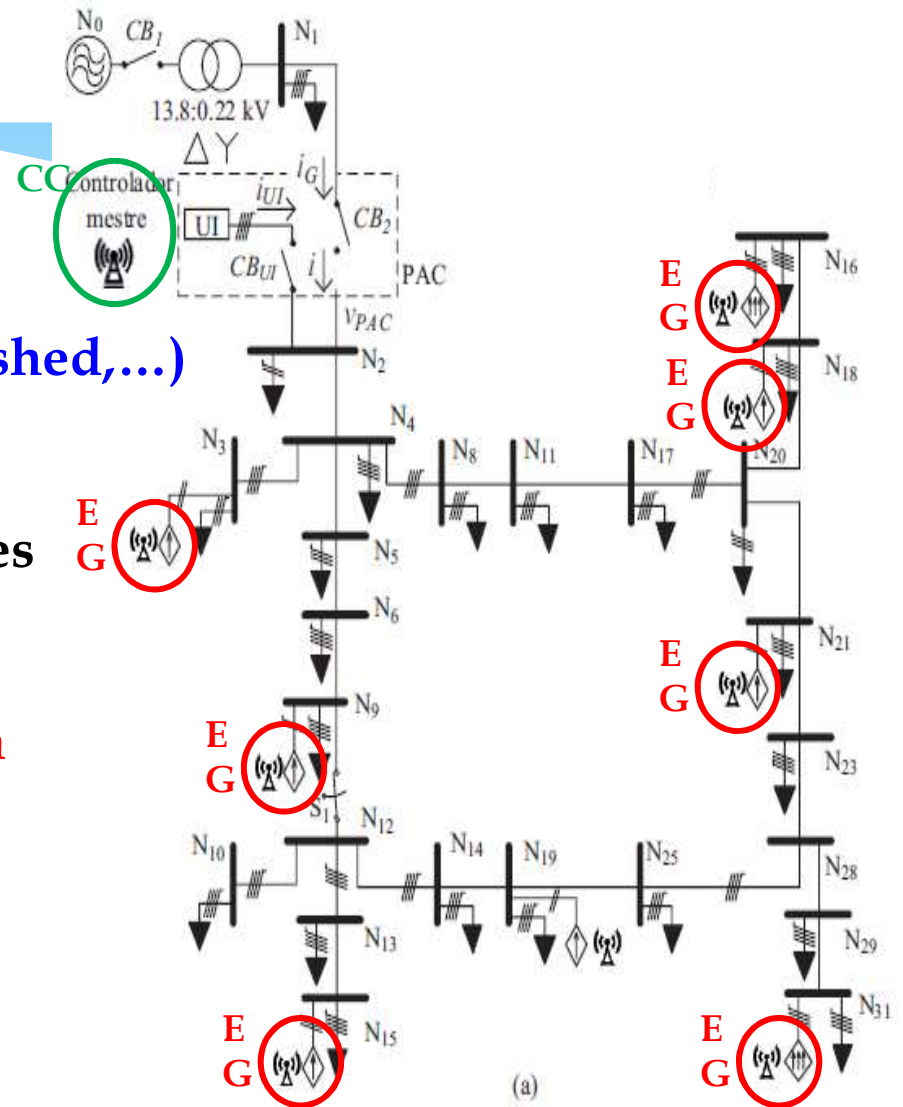 N0
CB1
N1
13.8:0.22 kV
Δ Y
CC
Controlador
mestre
iG
iUI
UI
CB2
CBUI
i
PAC
vPAC
shed,...)
N2
N16
E
G
N18
E
G
N3
N4
N8
N11
N17
N20
E
G
es
N5
N6
N21
E
G
N9
E
G
N23
S1
N12
N10
N14
N19
N25
N28
N13
N29
N15
E
G
N31
E
G
(a)